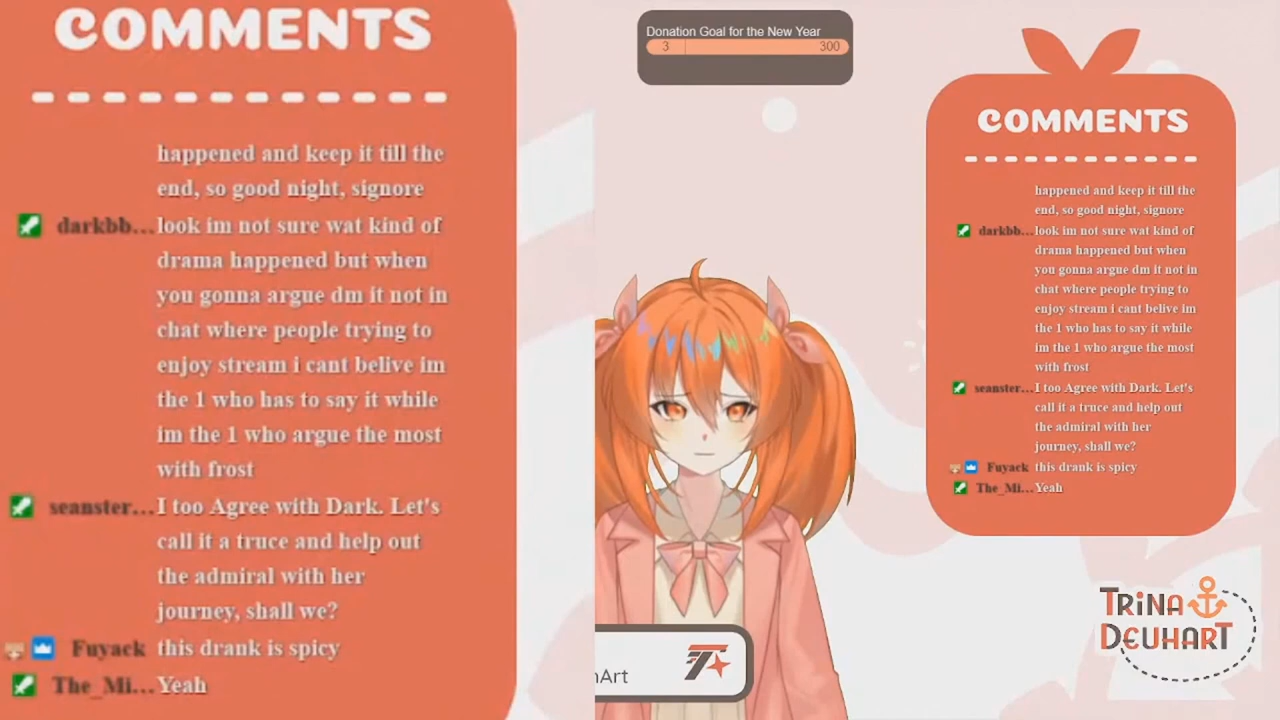 COMMENTS
happened and keep it till the
end, so good night, signore
darkbb... look im not sure wat kind of
drama happened but when
you gonna argue dm it not in
chat where people trying to
enjoy stream i cant belive im
the 1 who has to say it while
im the 1 who argue the most
with frost
seanster... I too Agree with Dark. Let's
call it a truce and help out
the admiral with her
journey, shall we?
Fuyack this drank is spicy
The_Mi... Yeah
Donation Goal for the New Year
3 300
nArt
COMMENTS
happened and keep it till the
end, so good night, signore
darkbb... look im not sure wat kind of
drama happened but when
you gonna argue dm it not in
chat where people trying to
enjoy stream i cant belive im
the 1 who has to say it while
im the 1 who argue the most
with frost
seanster... I too Agree with Dark. Let's
call it a truce and help out
the admiral with her
journey, shall we?
Fuyack this drank is spicy
The_Mi... Yeah
TRiNA
DEUHART